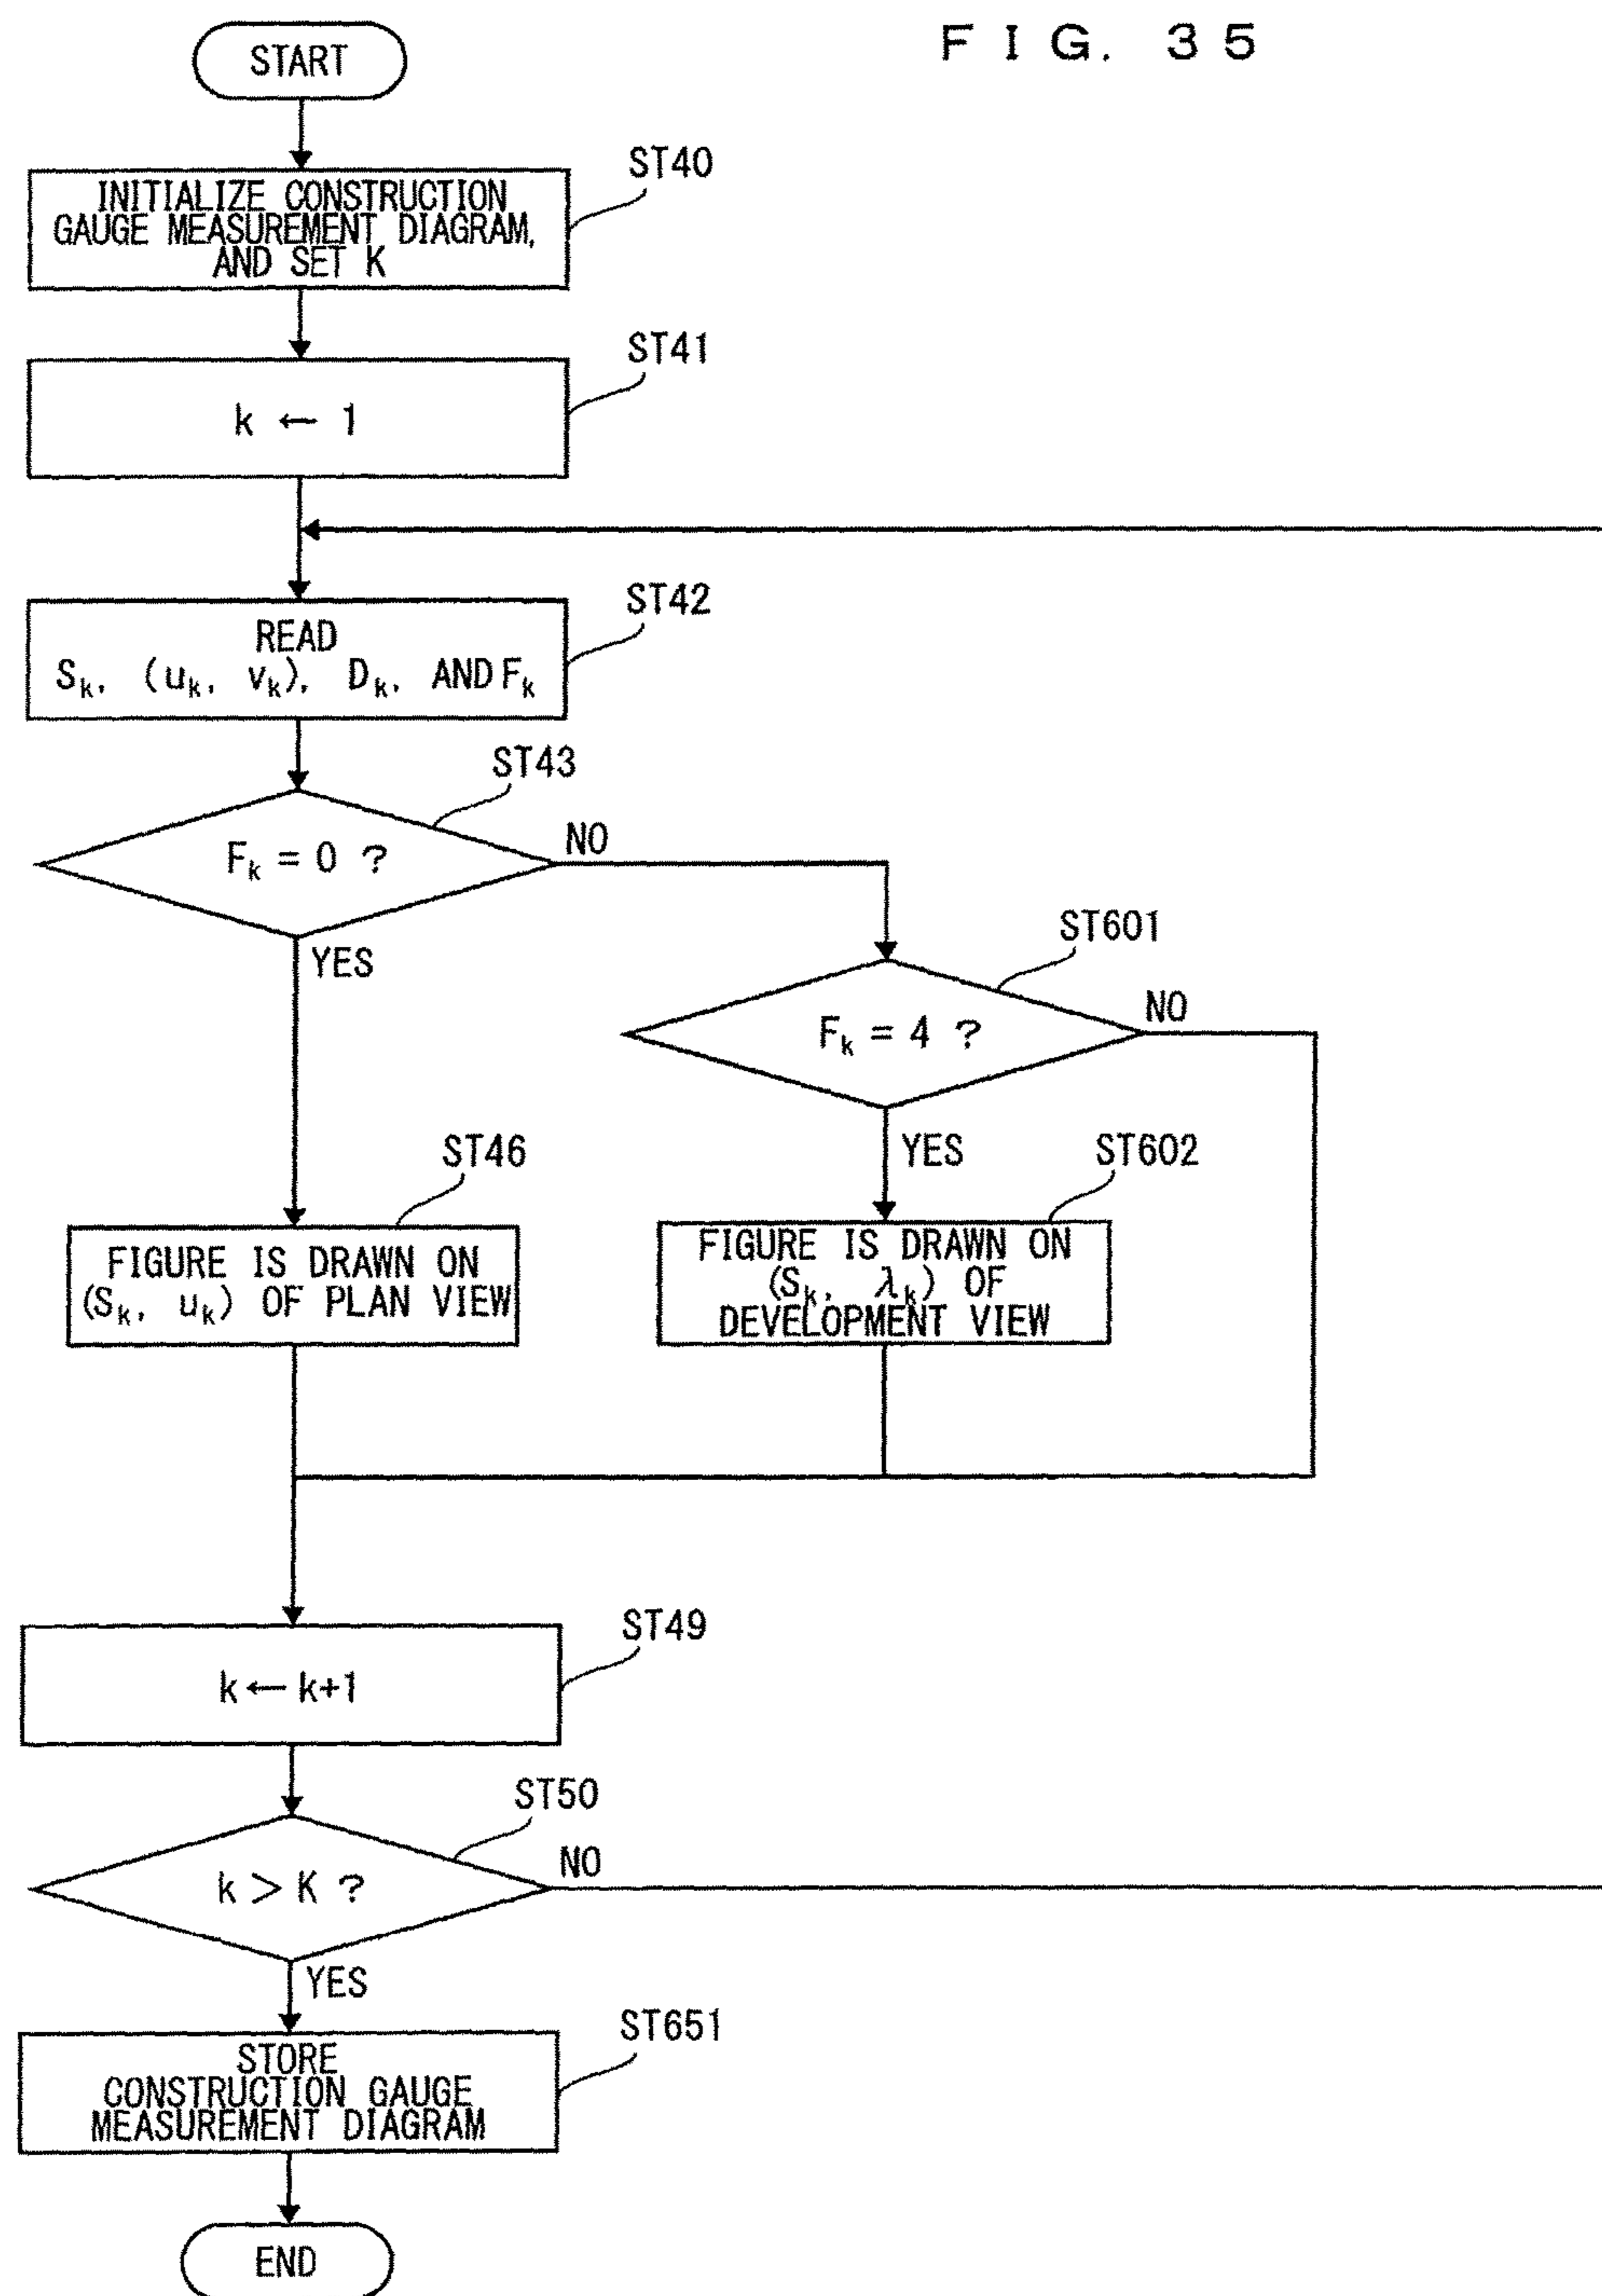 FIG. 35
START
ST40
INITIALIZE CONSTRUCTION
GAUGE MEASUREMENT DIAGRAM,
AND SET K
ST41
k ← 1
ST42
READ
Sₖ, (uₖ, vₖ), Dₖ, AND Fₖ
ST43
Fₖ = 0 ?
NO
YES
ST601
Fₖ = 4 ?
NO
YES
ST46
FIGURE IS DRAWN ON
(Sₖ, uₖ) OF PLAN VIEW
ST602
FIGURE IS DRAWN ON
(Sₖ, λₖ) OF
DEVELOPMENT VIEW
ST49
k ← k+1
ST50
k > K ?
NO
YES
ST651
STORE
CONSTRUCTION GAUGE
MEASUREMENT DIAGRAM
END